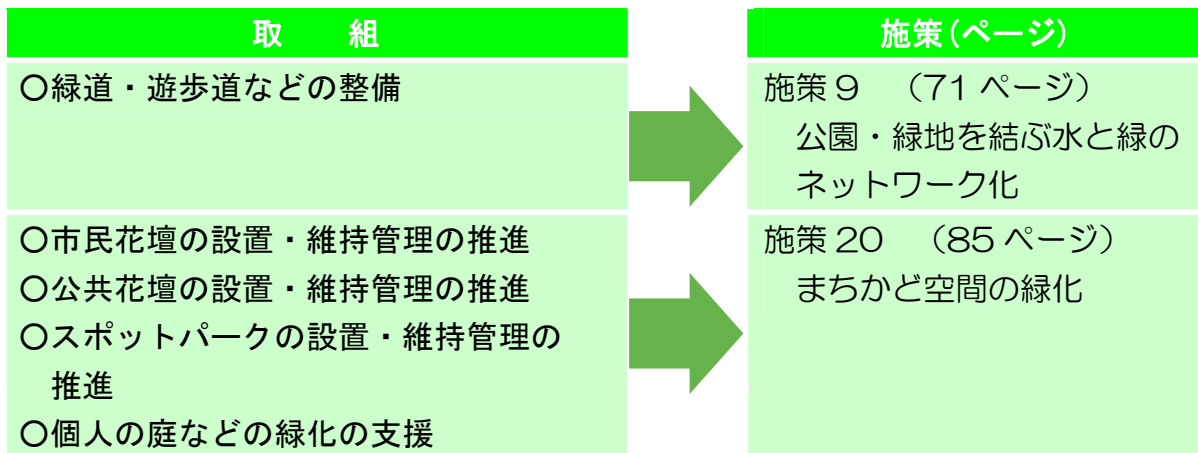 取　組
施策（ページ）
〇緑道・遊歩道などの整備
施策９　（71 ページ）
公園・緑地を結ぶ水と緑の
ネットワーク化
〇市民花壇の設置・維持管理の推進
〇公共花壇の設置・維持管理の推進
〇スポットパークの設置・維持管理の
推進
〇個人の庭などの緑化の支援
施策 20　（85 ページ）
まちかど空間の緑化